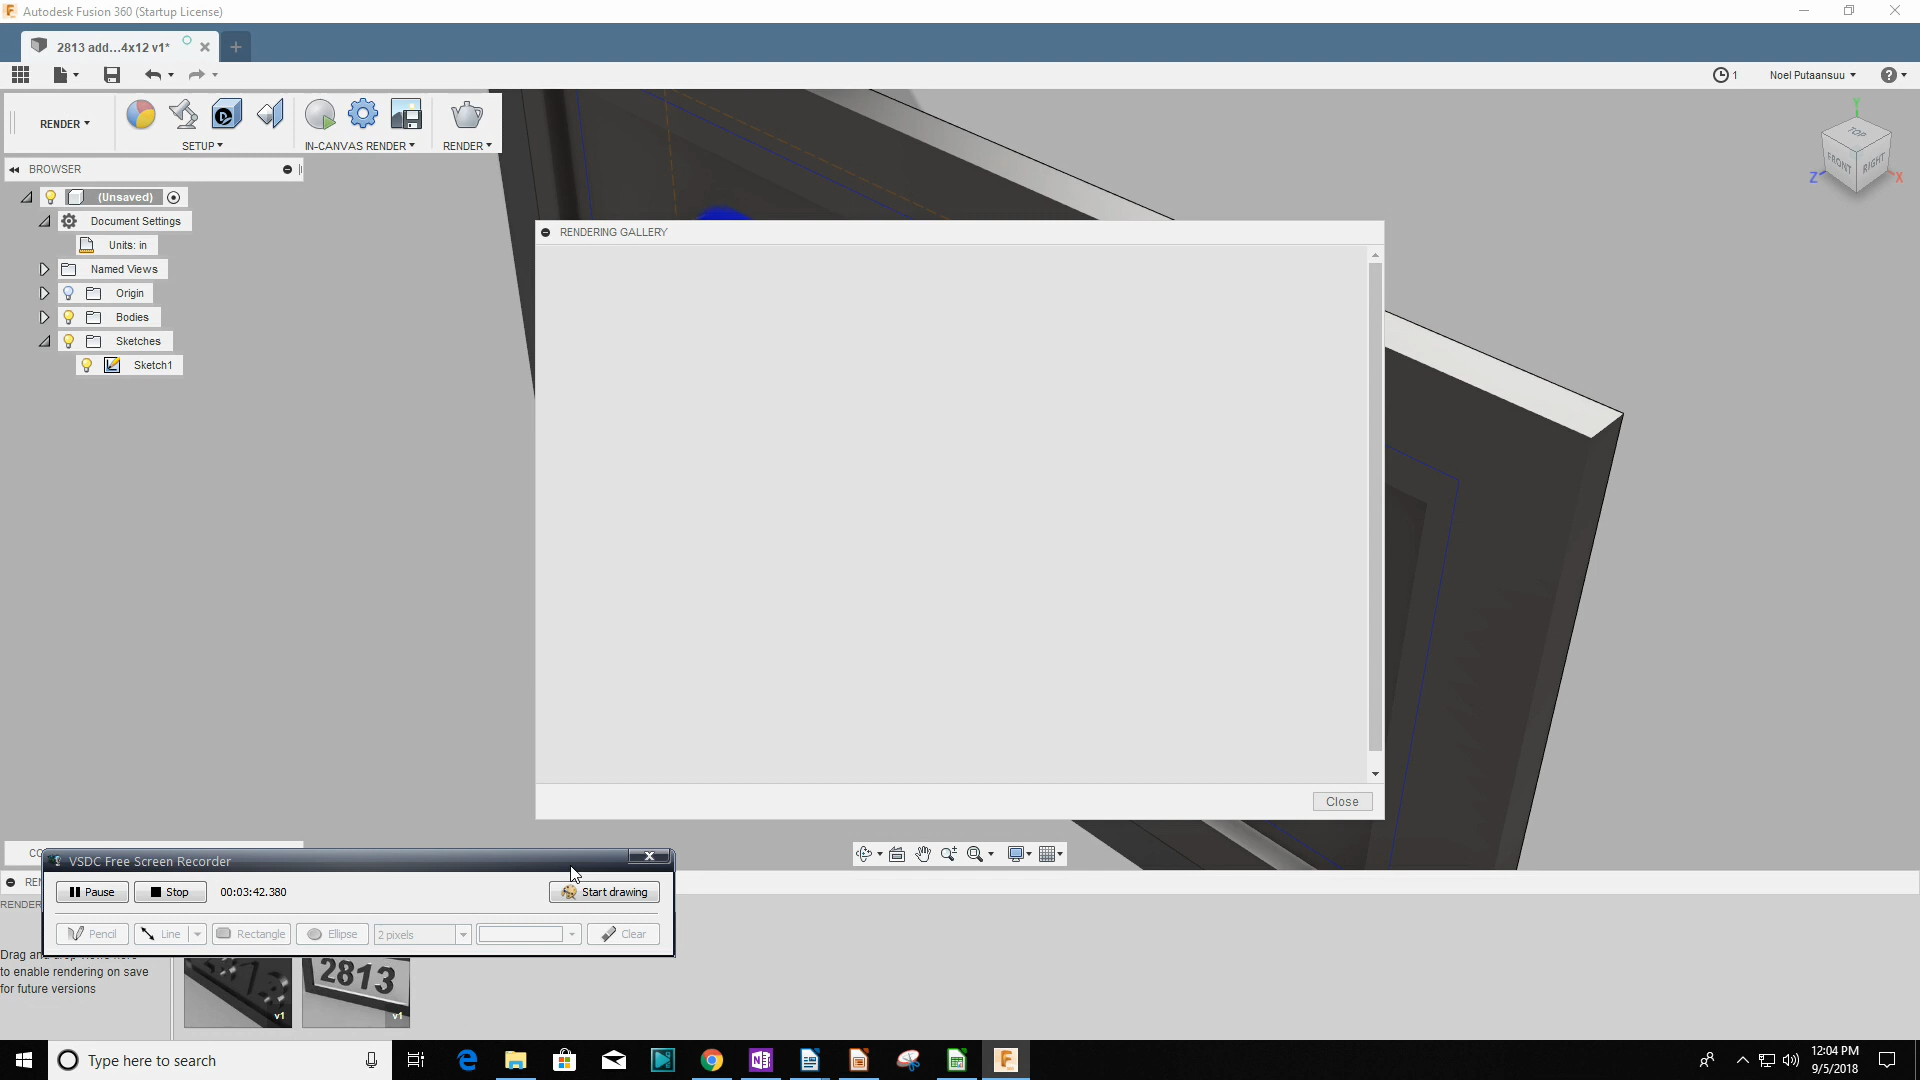 Autodesk Fusion 360 (Startup License)
2813 add...4x12 v1*
1
Noel Putaansuu
RENDER
SETUP
IN-CANVAS RENDER
RENDER
BROWSER
(Unsaved)
Document Settings
Units: in
Named Views
Origin
Bodies
Sketches
Sketch1
TOP
FRONT
RIGHT
Y
Z
X
RENDERING GALLERY
Close
VSDC Free Screen Recorder
Pause
Stop
00:03:42.380
Start drawing
Pencil
Line
Rectangle
Ellipse
2 pixels
Clear
to enable rendering on save
for future versions
v1
2813
v1
Type here to search
12:04 PM
9/5/2018